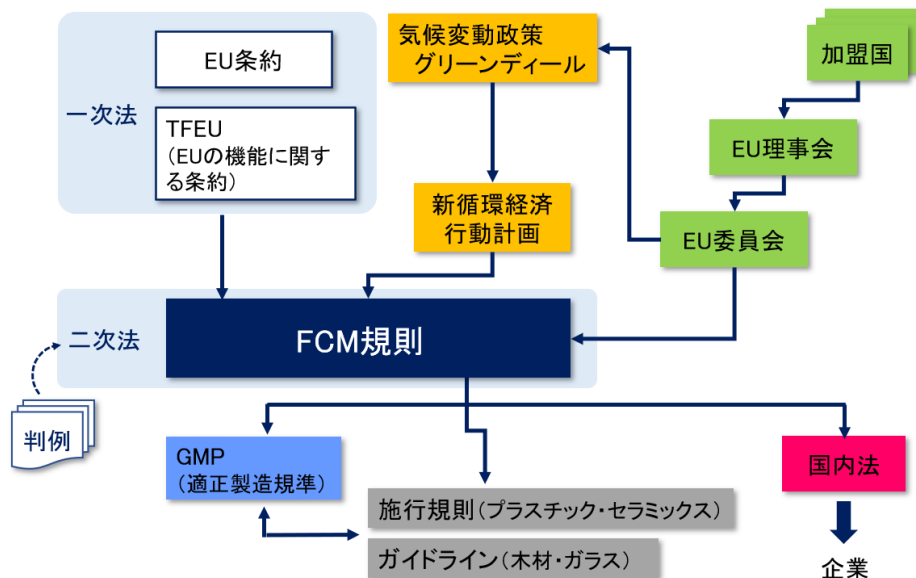 一次法
EU条約
TFEU
(EUの機能に関す
る条約)
気候変動政策
グリーンディール
新循環経済
行動計画
加盟国
EU理事会
EU委員会
二次法
FCM規則
判例
GMP
(適正製造規準)
施行規則(プラスチック・セラミックス)
ガイドライン(木材・ガラス)
国内法
企業